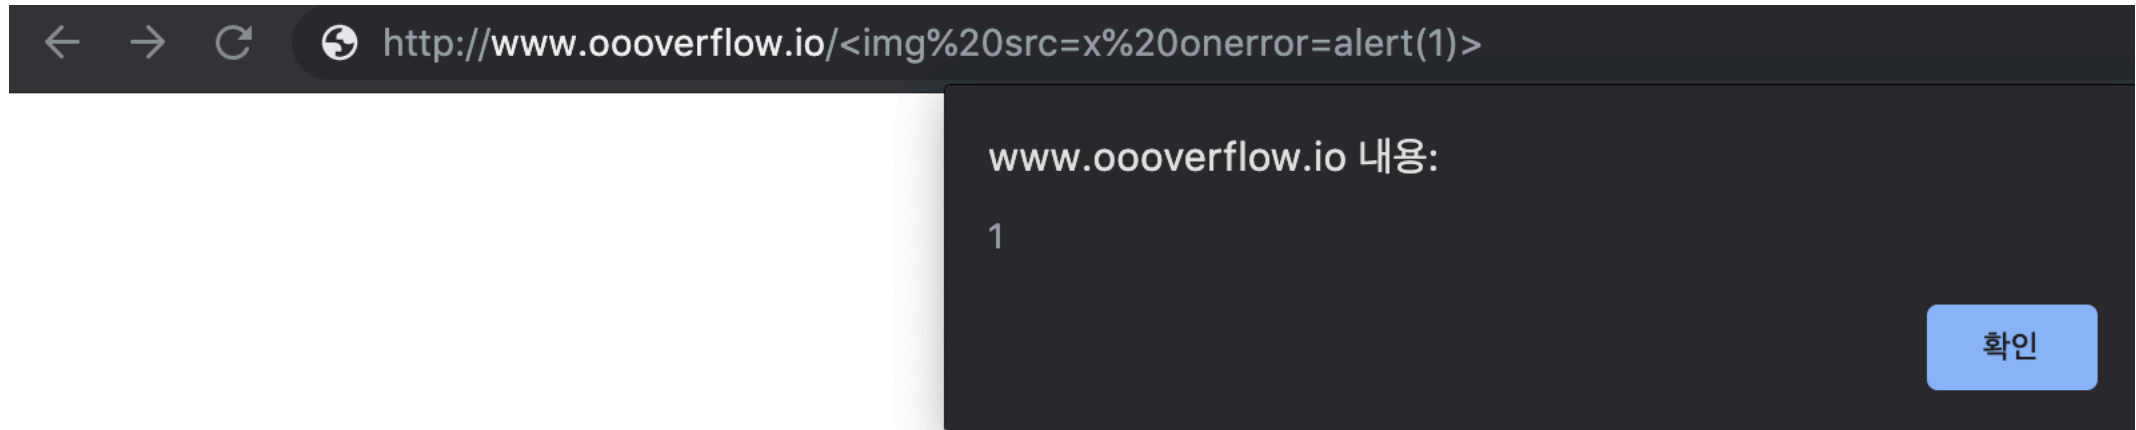 http://www.oooverflow.io/<img%20src=x%20onerror=alert(1)>
www.oooverflow.io 내용:
1
확인